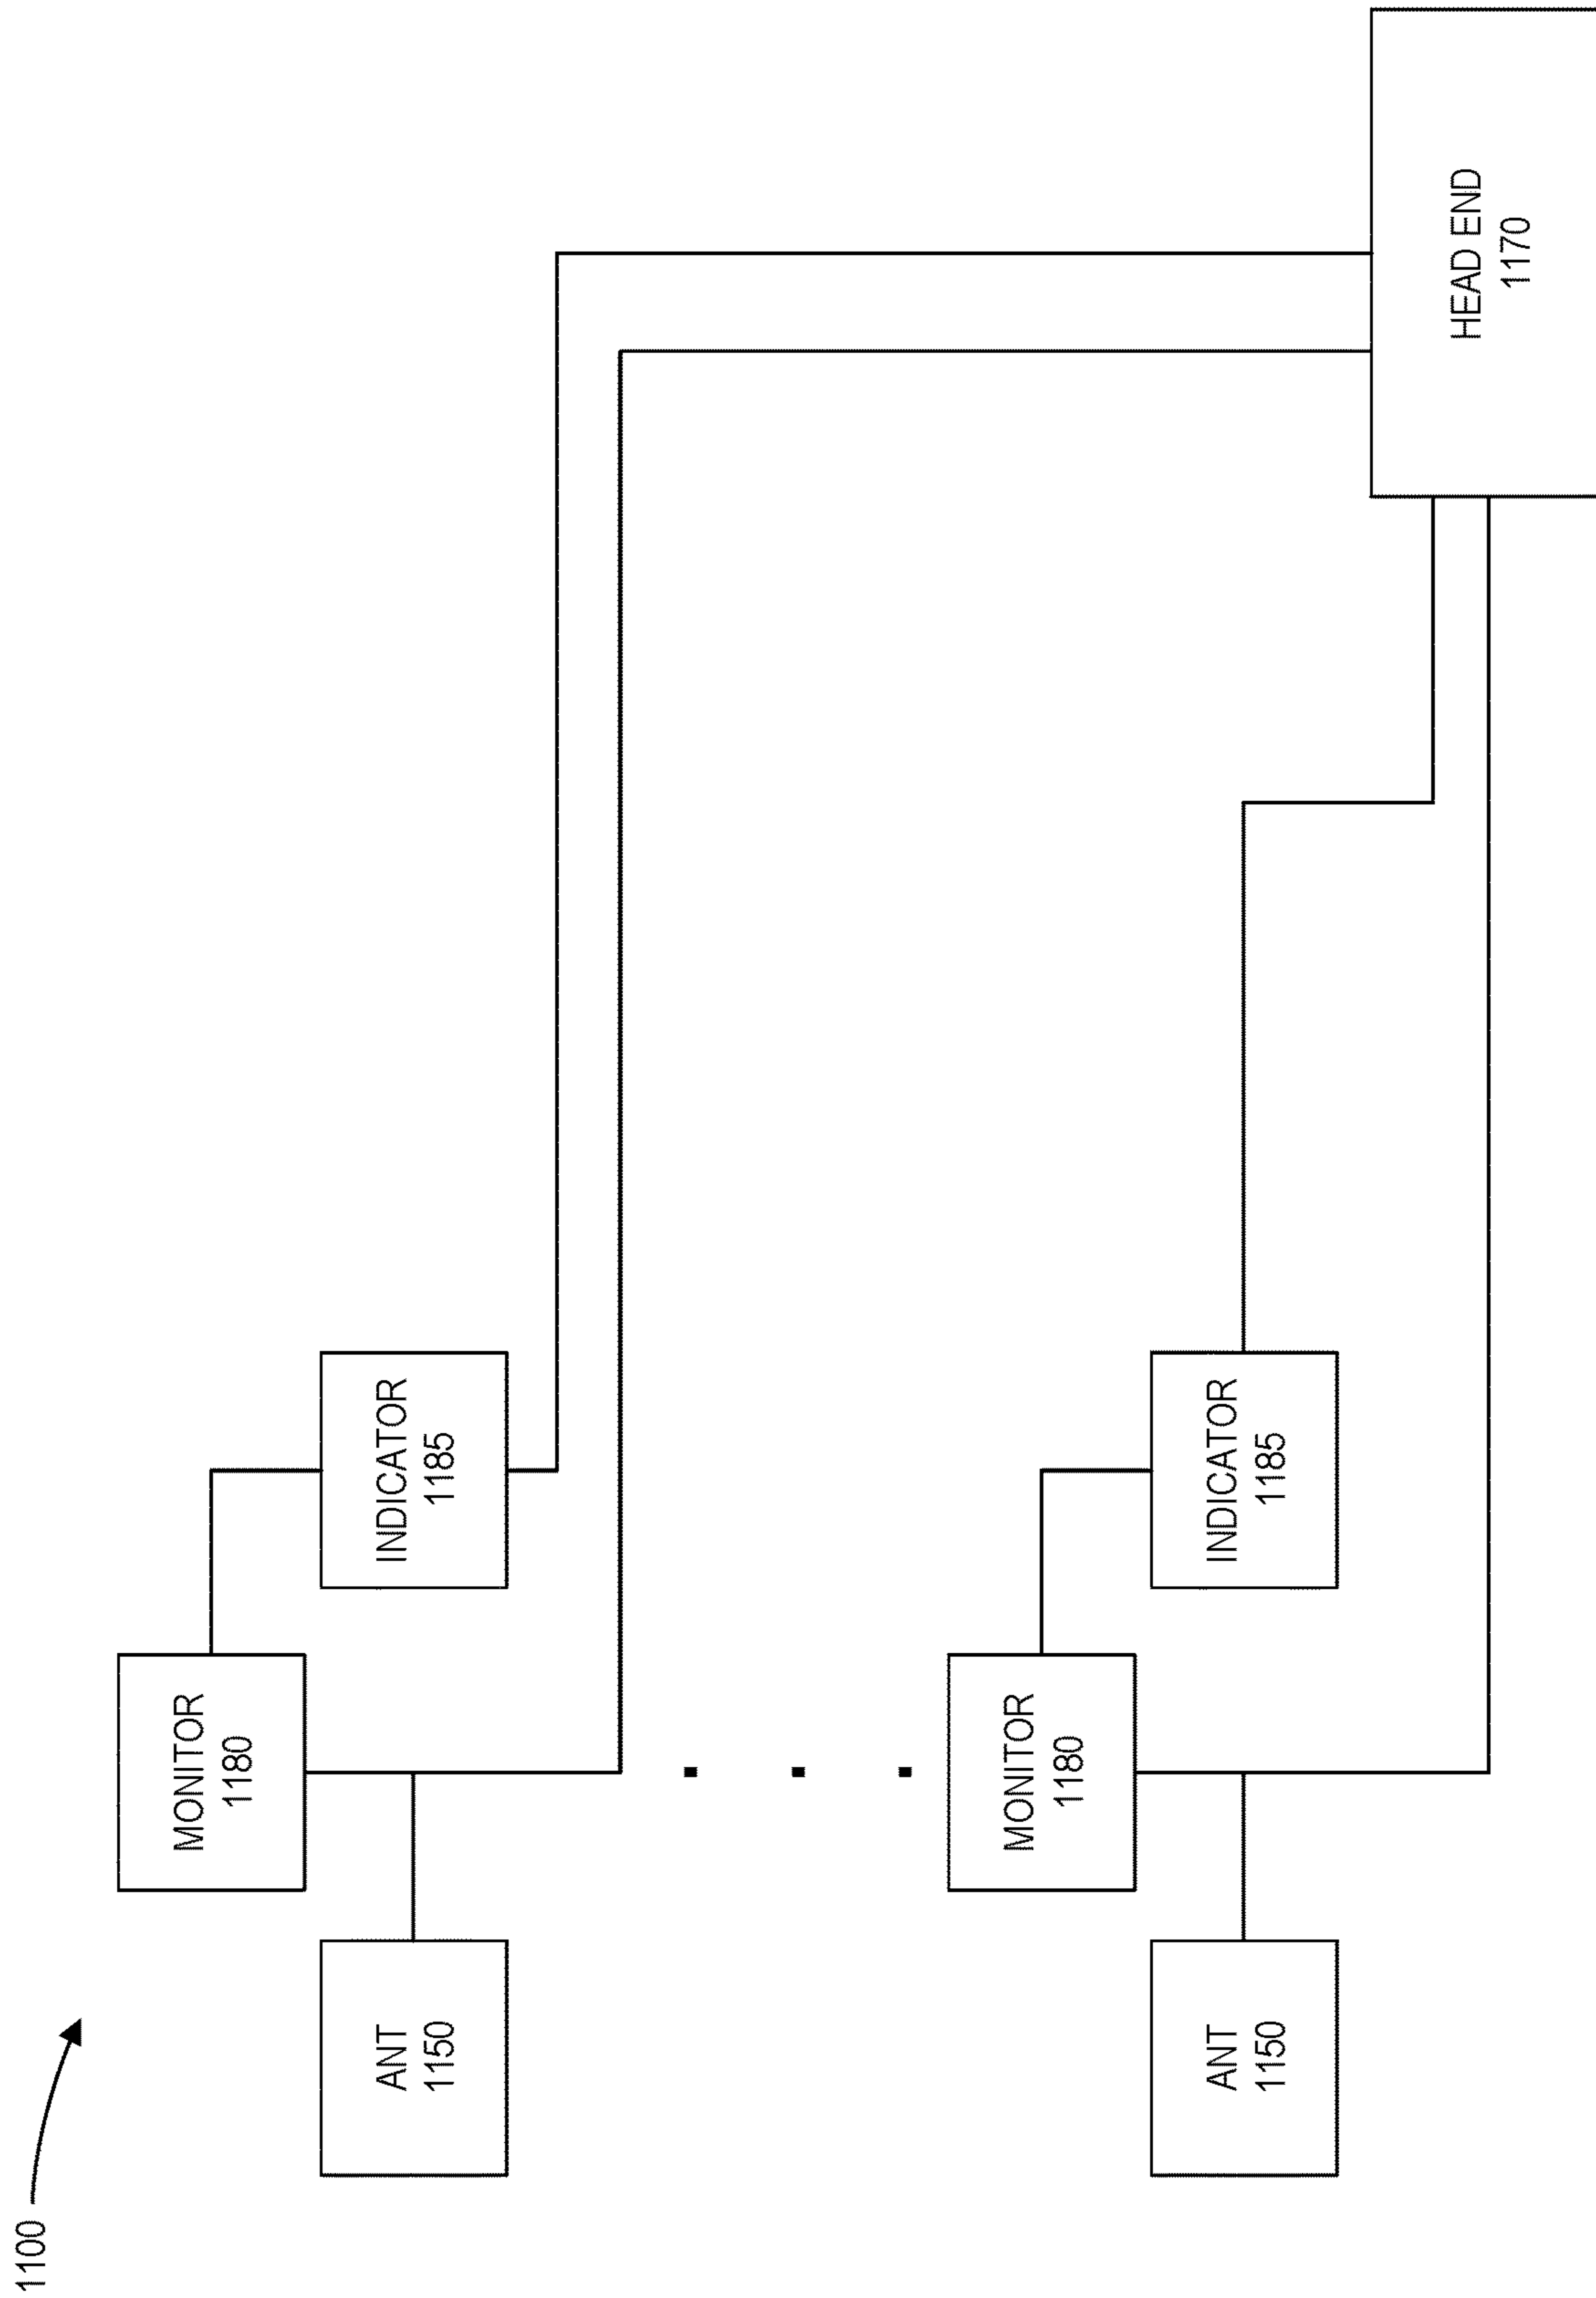 1100
MONITOR
1180
INDICATOR
1185
ANT
1150
MONITOR
1180
INDICATOR
1185
ANT
1150
HEAD END
1170